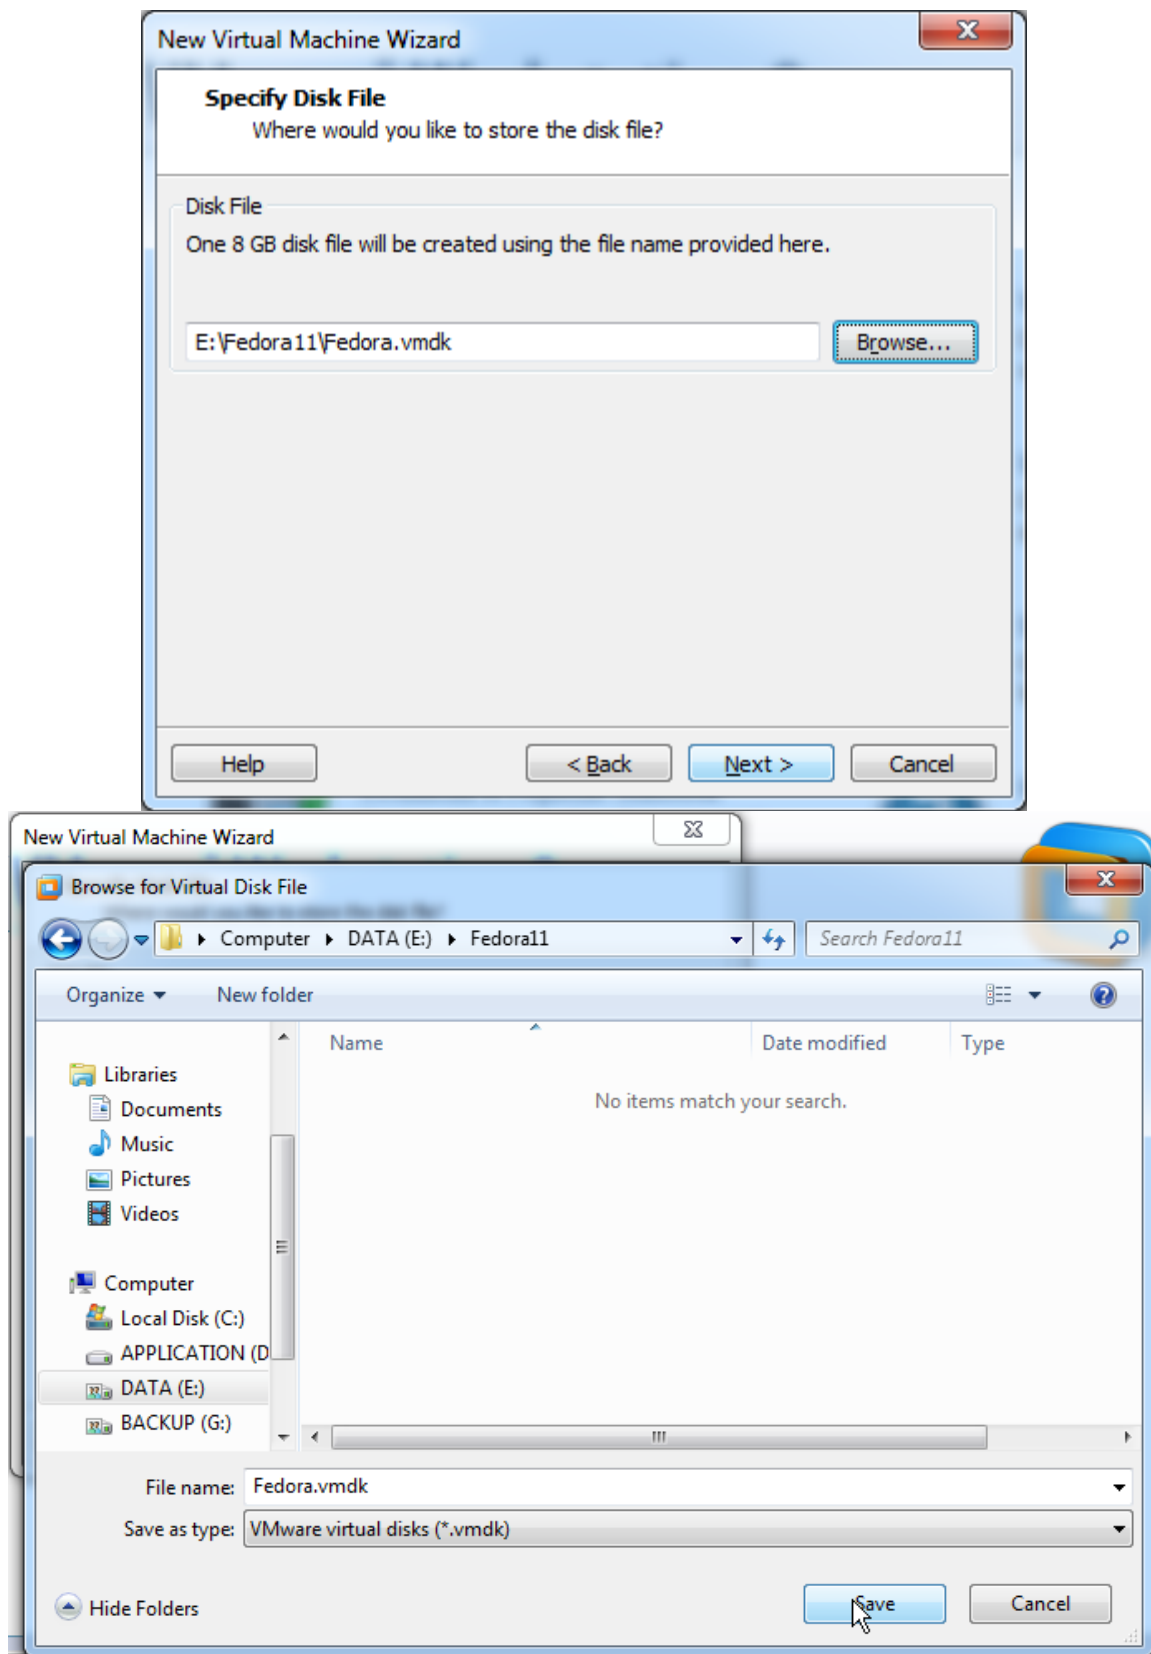 New Virtual Machine Wizard
Specify Disk File
Where would you like to store the disk file?
Disk File
One 8 GB disk file will be created using the file name provided here.
E:\Fedora11\Fedora.vmdk
Browse...
Help
< Back
Next >
Cancel
New Virtual Machine Wizard
Browse for Virtual Disk File
Computer DATA (E:) Fedora11
Search Fedora11
Organize New folder
Name Date modified Type
No items match your search.
Libraries
Documents
Music
Pictures
Videos
Computer
Local Disk (C:)
APPLICATION (D
DATA (E:)
BACKUP (G:)
File name: Fedora.vmdk
Save as type: VMware virtual disks (*.vmdk)
Hide Folders
Save
Cancel